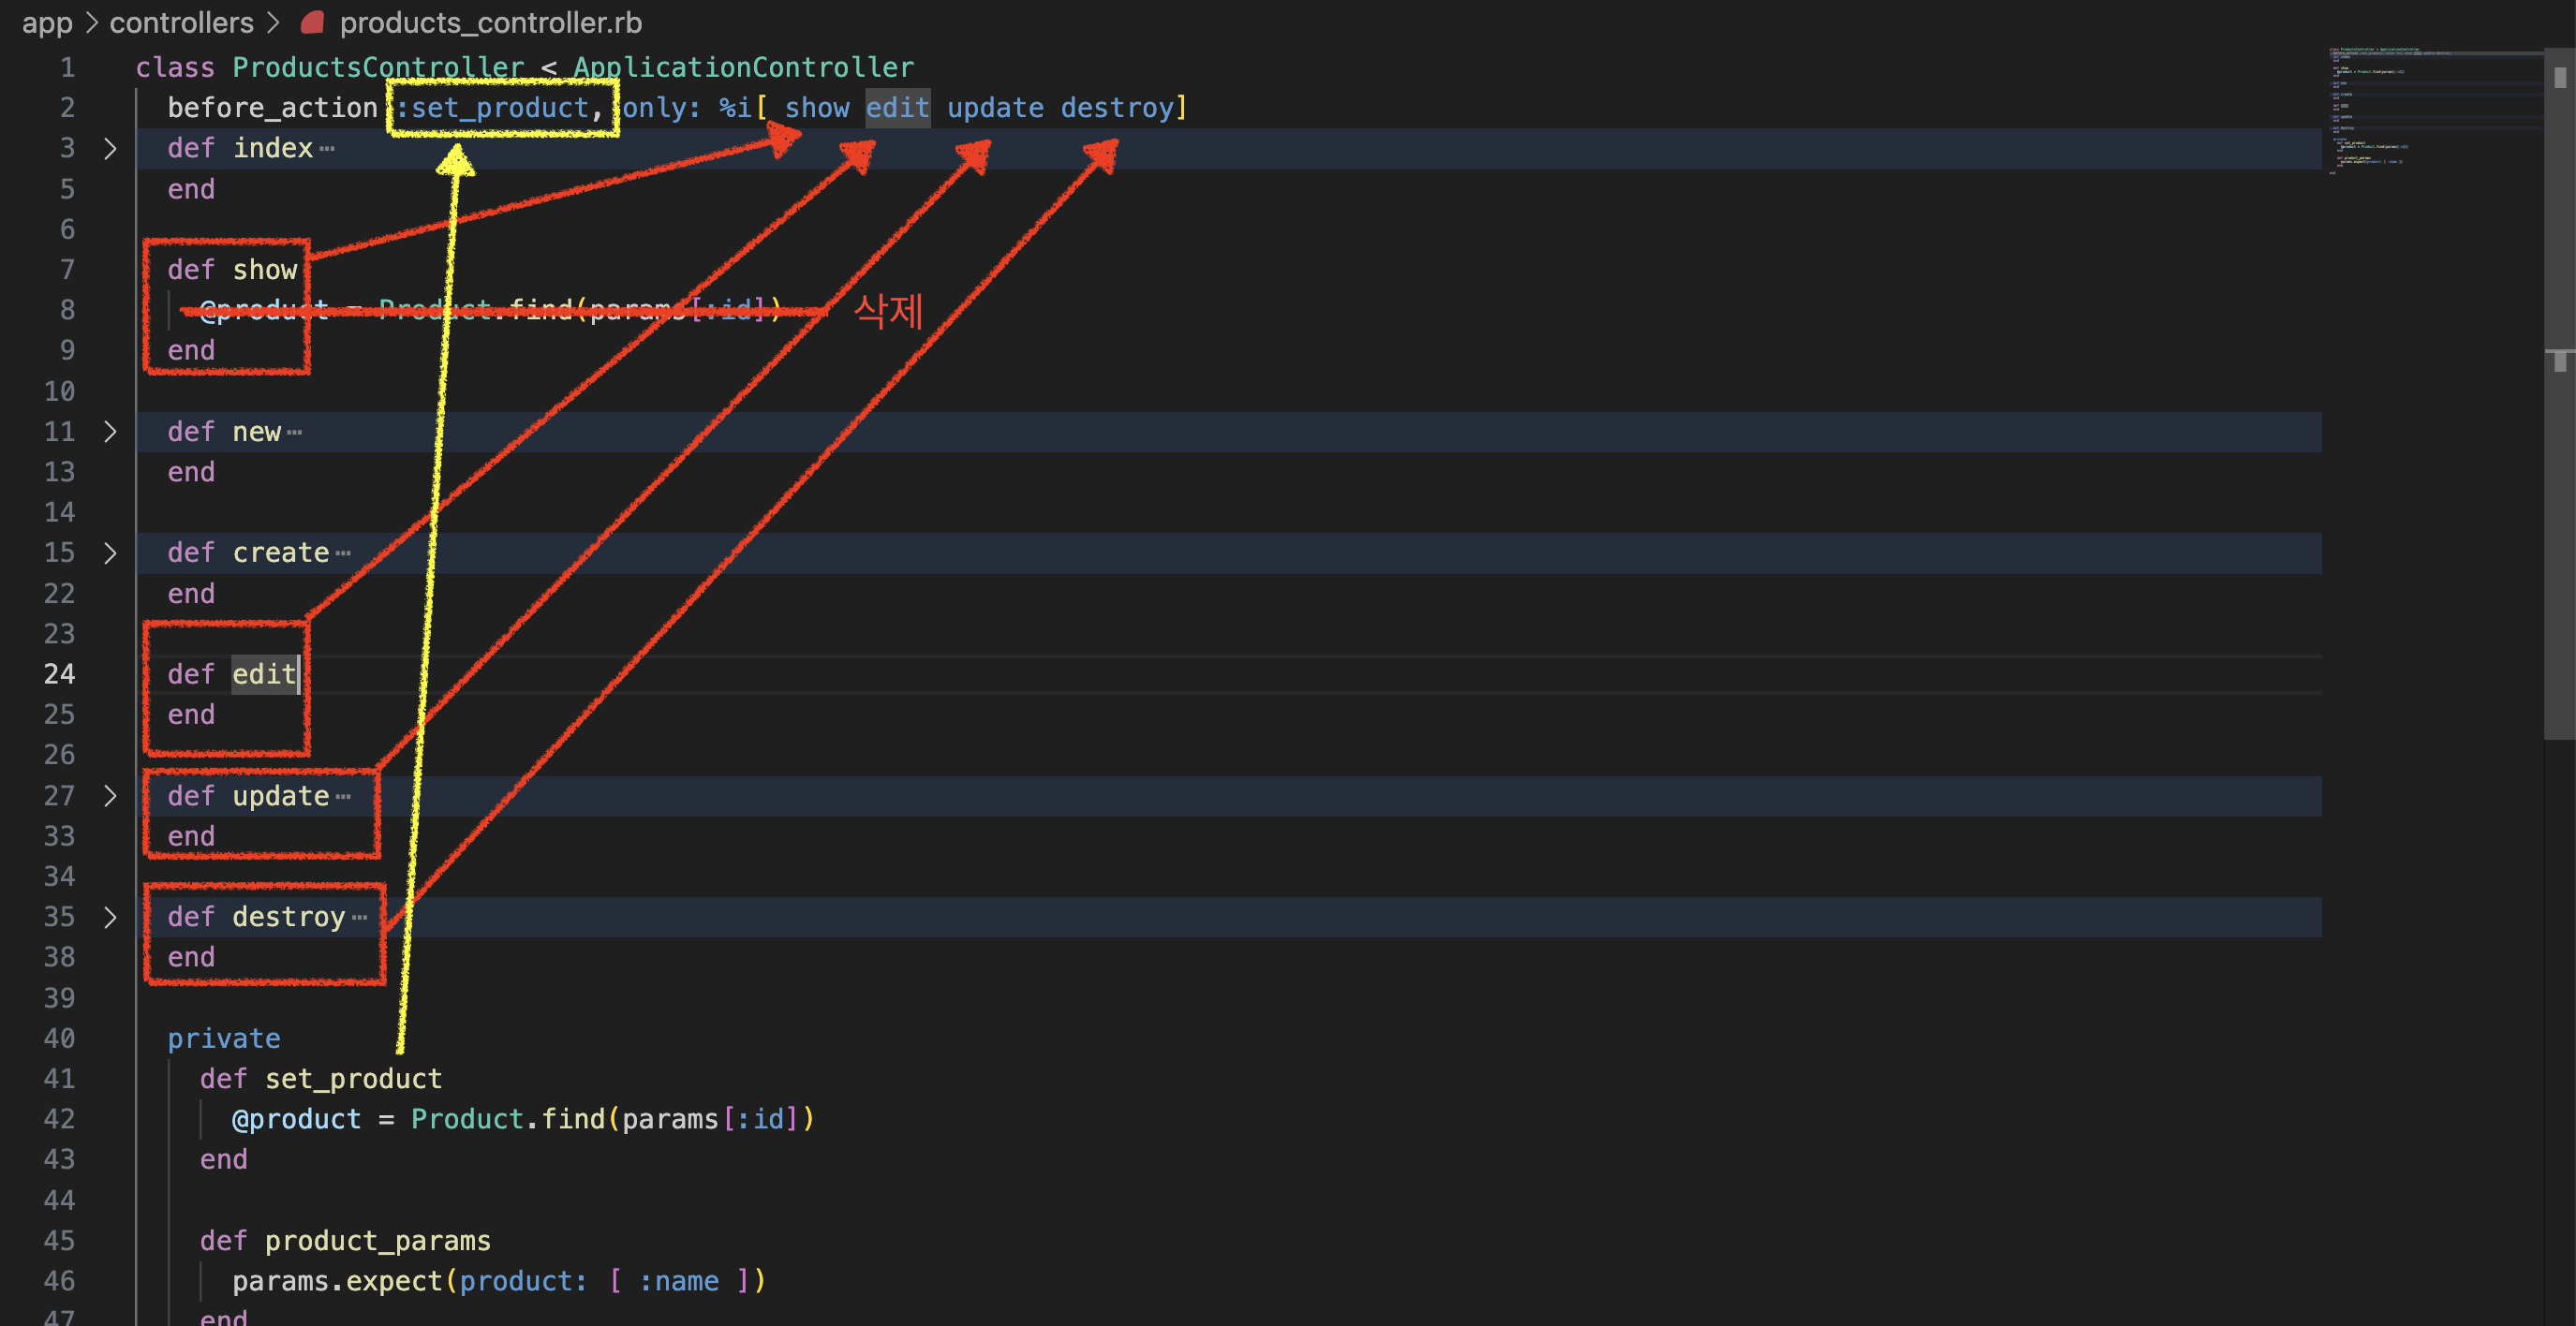 app > controllers > products_controller.rb
1 class ProductsController < ApplicationController
2 before_action :set_product, only: %i[ show edit update destroy]
3 > def index ⋯
5 end
6
7 def show
8 @product = Product.find(params[:id]) 삭제
9 end
10
11 > def new ⋯
13 end
14
15 > def create ⋯
22 end
23
24 def edit
25 end
26
27 > def update ⋯
33 end
34
35 > def destroy ⋯
38 end
39
40 private
41 def set_product
42 @product = Product.find(params[:id])
43 end
44
45 def product_params
46 params.expect(product: [ :name ])
47 end